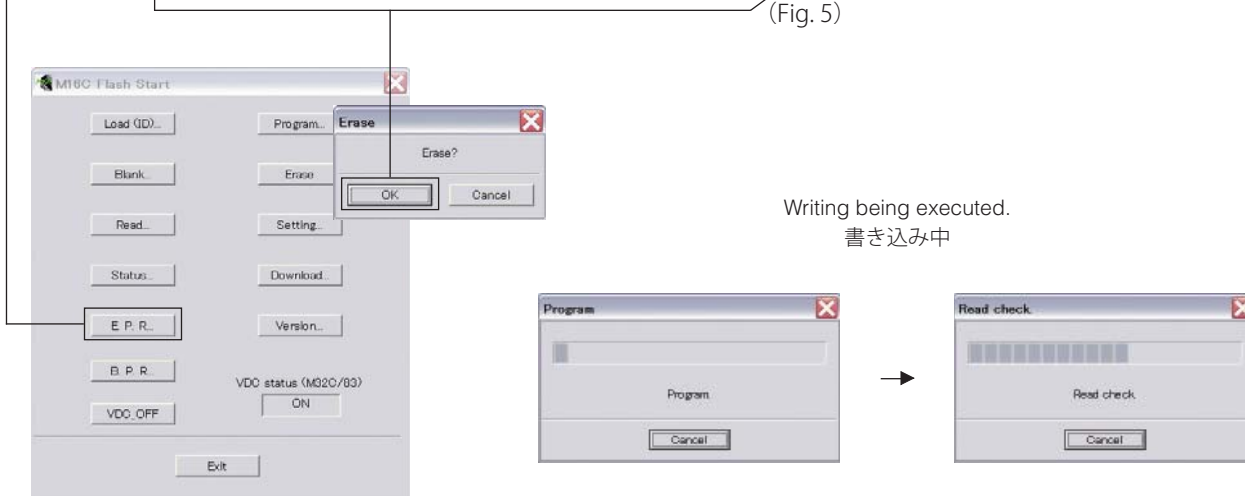 (Fig. 5)
M16C Flash Start
Load (ID)...
Program...
Blank...
Erase
Read...
Setting...
Status...
Download...
E. P. R...
Version...
B. P. R...
VDC status (M32C/83)
ON
VDC_OFF
Exit
Erase
Erase?
OK
Cancel
Writing being executed.
書き込み中
Program
Program
Cancel
Read check.
Read check.
Cancel